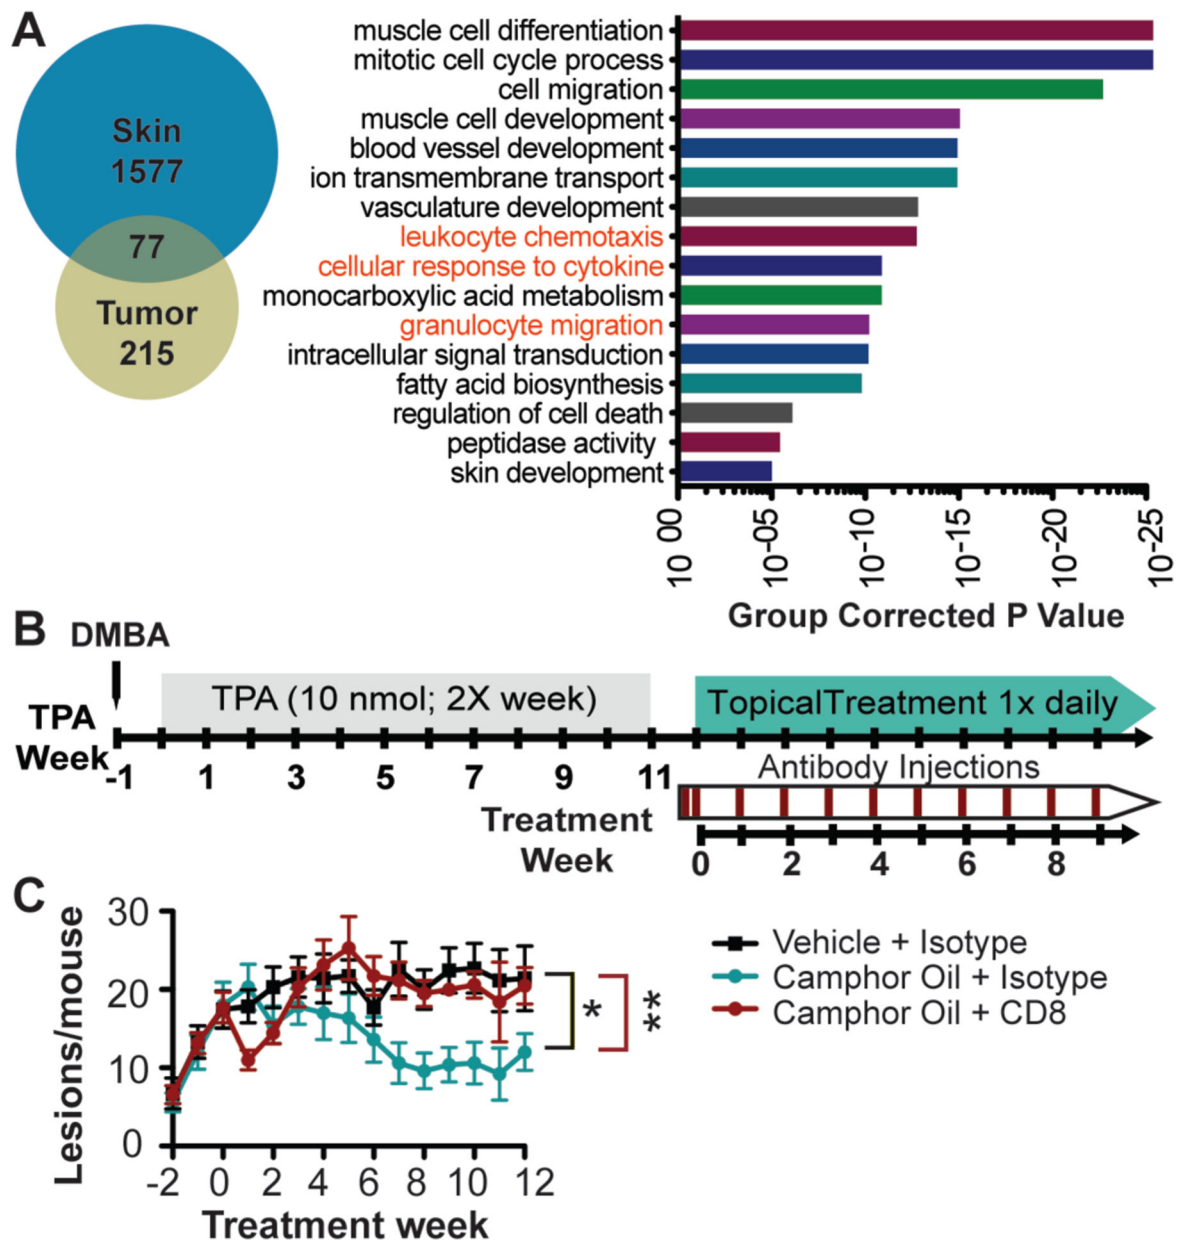 A
Skin
1577
77
Tumor
215
muscle cell differentiation
mitotic cell cycle process
cell migration
muscle cell development
blood vessel development
ion transmembrane transport
vasculature development
leukocyte chemotaxis
cellular response to cytokine
monocarboxylic acid metabolism
granulocyte migration
intracellular signal transduction
fatty acid biosynthesis
regulation of cell death
peptidase activity
skin development
10 00 10-05 10-10 10-15 10-20 10-25
Group Corrected P Value
B
DMBA
TPA (10 nmol; 2X week)
TopicalTreatment 1x daily
TPA
Week
-1 1 3 5 7 9 11
Antibody Injections
Treatment
Week
0 2 4 6 8
C
Lesions/mouse
30
20
10
0
-2 0 2 4 6 8 10 12
Treatment week
*
**
Vehicle + Isotype
Camphor Oil + Isotype
Camphor Oil + CD8